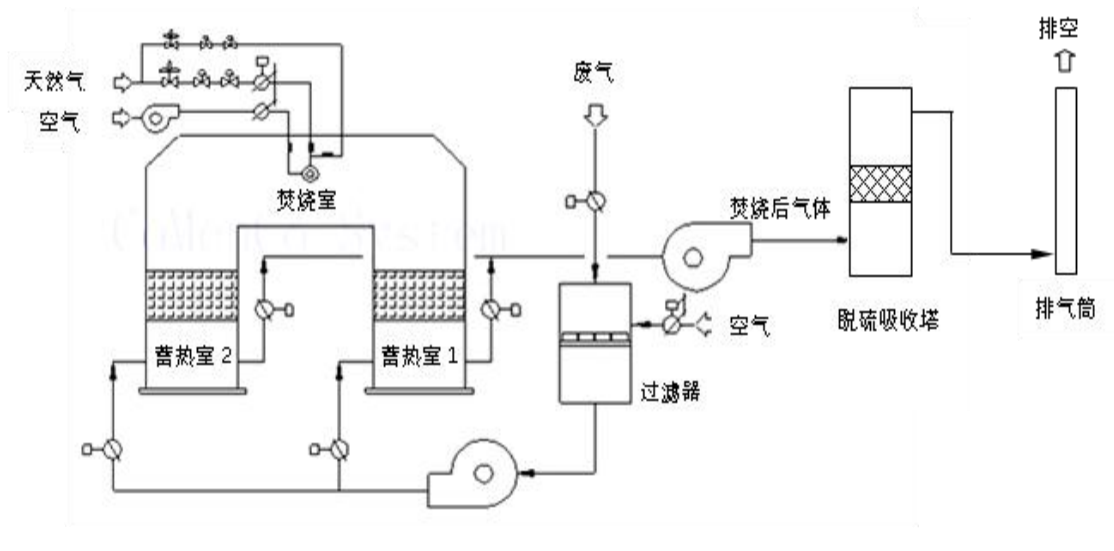 排空
天然气
废气
空气
焚烧室
焚烧后气体
蓄热室 2
蓄热室 1
空气
脱硫吸收塔
排气筒
过滤器